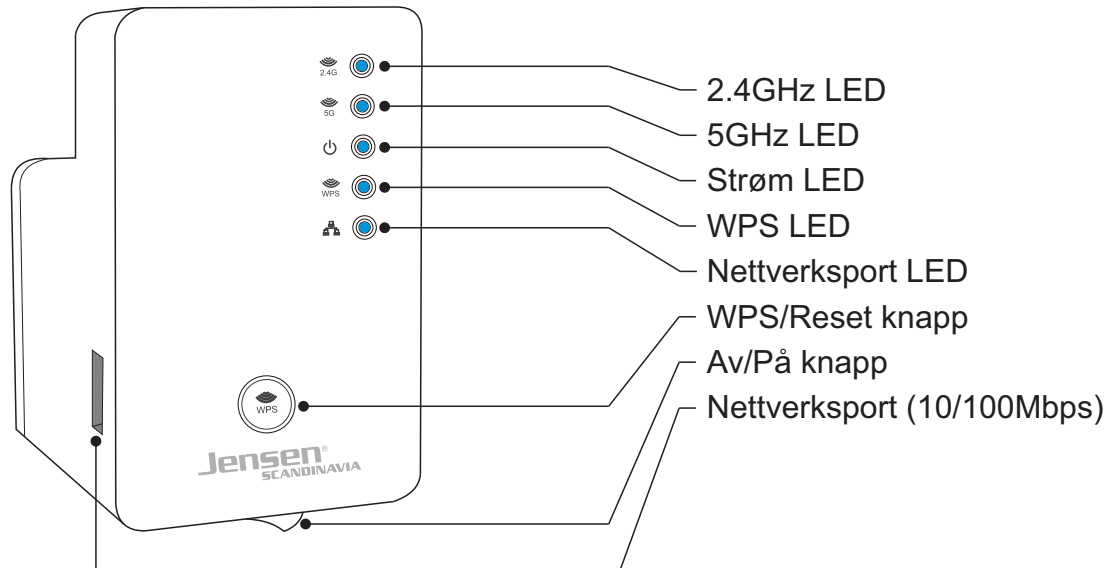 2.4G
5G
WPS
WPS
Jensen®
SCANDINAVIA
2.4GHz LED
5GHz LED
Strøm LED
WPS LED
Nettverksport LED
WPS/Reset knapp
Av/På knapp
Nettverksport (10/100Mbps)